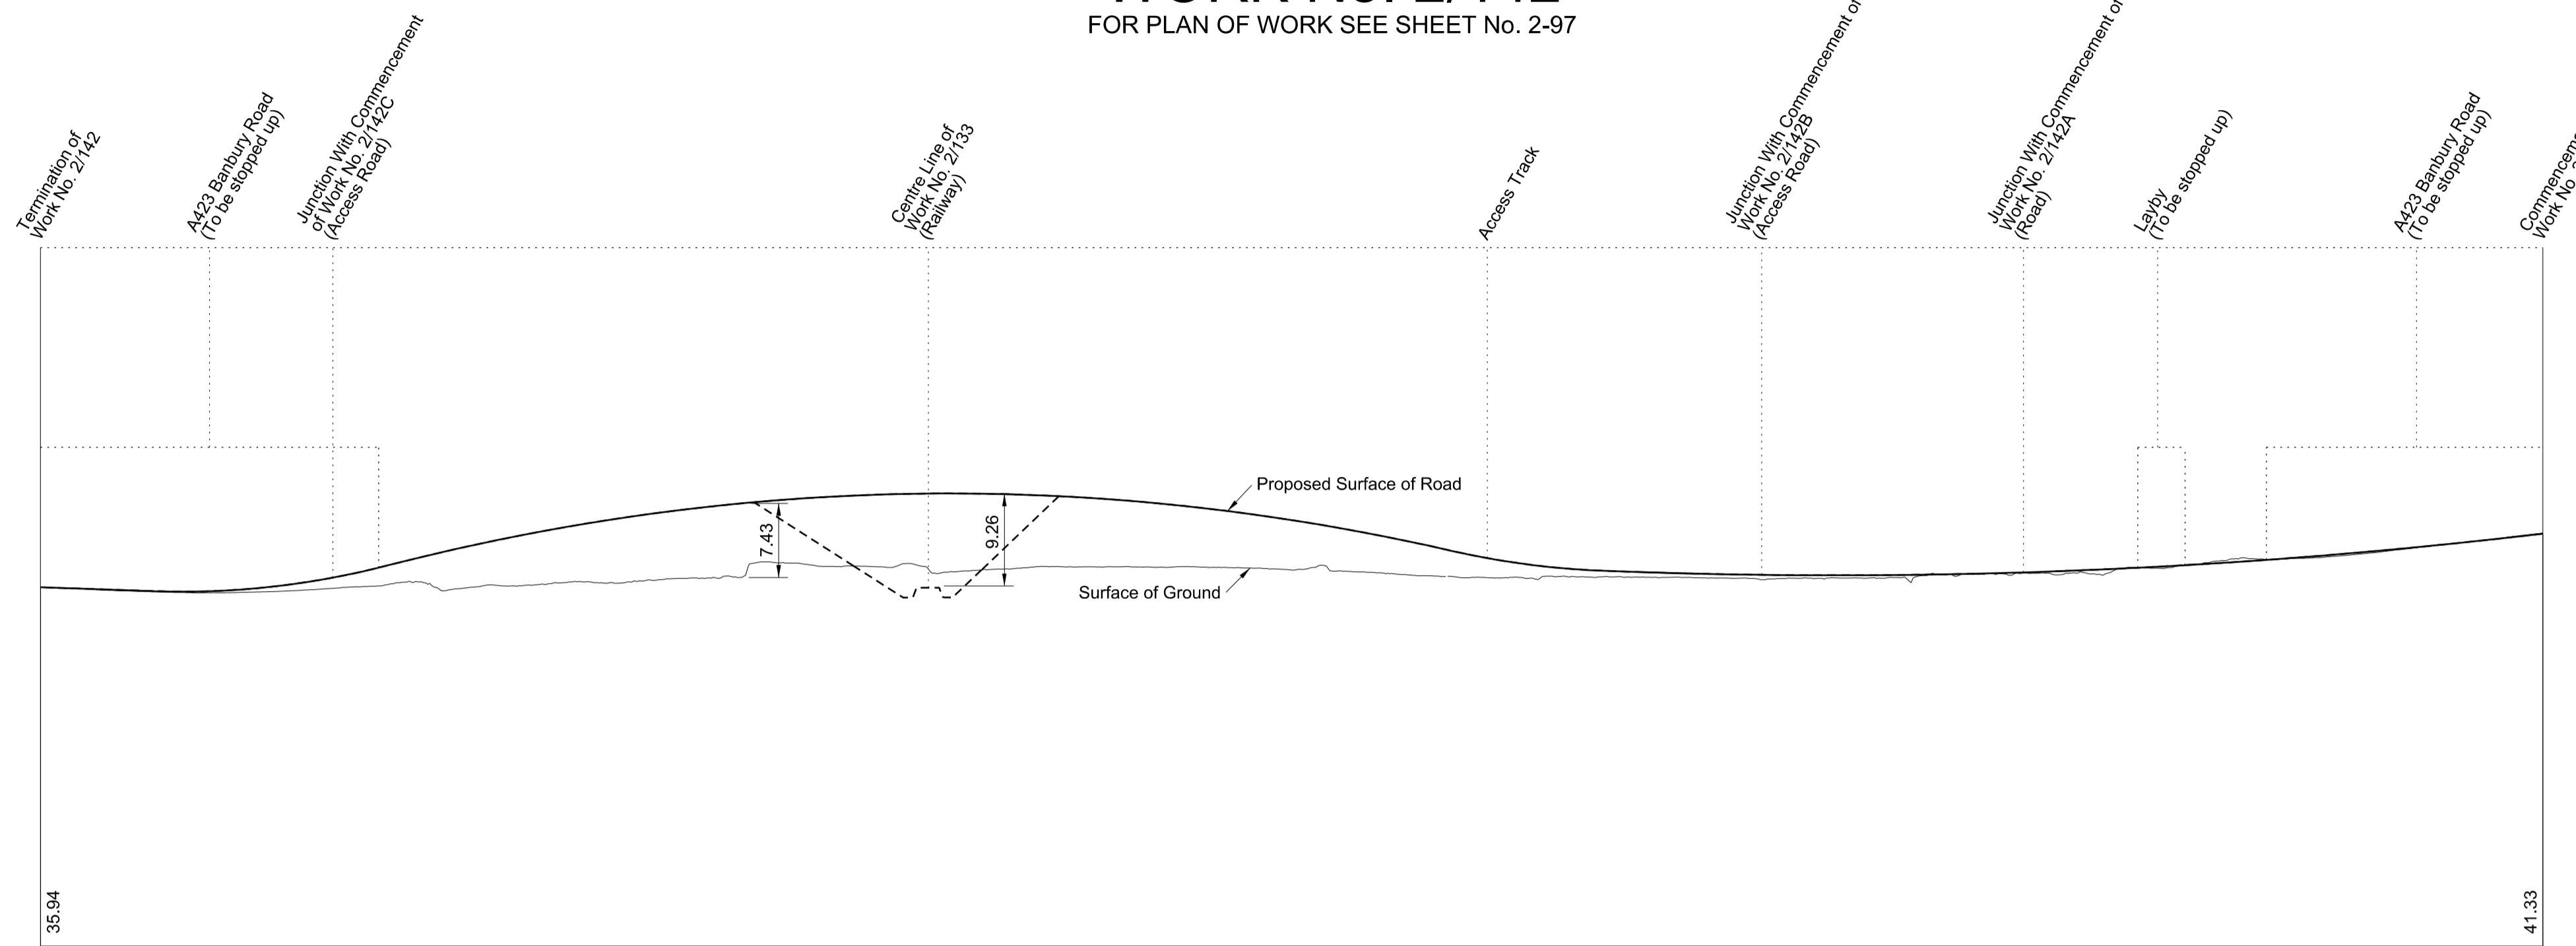 FOR PLAN OF WORK SEE SHEET No. 2-97
Termination of
Work No. 2/142
A423 Banbury Road
(To be stopped up)
Junction With Commencement
of Work No. 2/142C
(Access Road)
Centre Line of
Work No. 2/133
(Railway)
Access Track
Junction With Commencement of
Work No. 2/142B
(Access Road)
Junction With Commencement of
Work No. 2/142A
(Road)
Layby
(To be stopped up)
A423 Banbury Road
(To be stopped up)
Work No.
Proposed Surface of Road
7.43
9.26
Surface of Ground
35.94
41.33